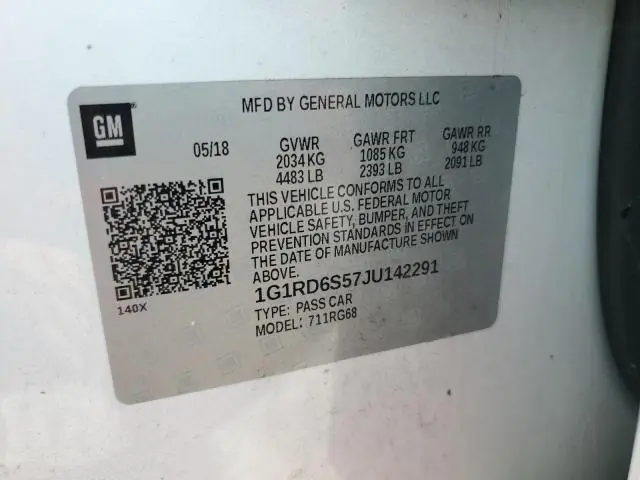 MFD BY GENERAL MOTORS LLC
GM®
05/18
GVWR
2034 KG
4483 LB
GAWR FRT
1085 KG
2393 LB
GAWR RR
948 KG
2091 LB
THIS VEHICLE CONFORMS TO ALL
APPLICABLE U.S. FEDERAL MOTOR
VEHICLE SAFETY, BUMPER, AND THEFT
PREVENTION STANDARDS IN EFFECT ON
THE DATE OF MANUFACTURE SHOWN
ABOVE.
1G1RD6S57JU142291
TYPE: PASS CAR
MODEL: 711RG68
140X